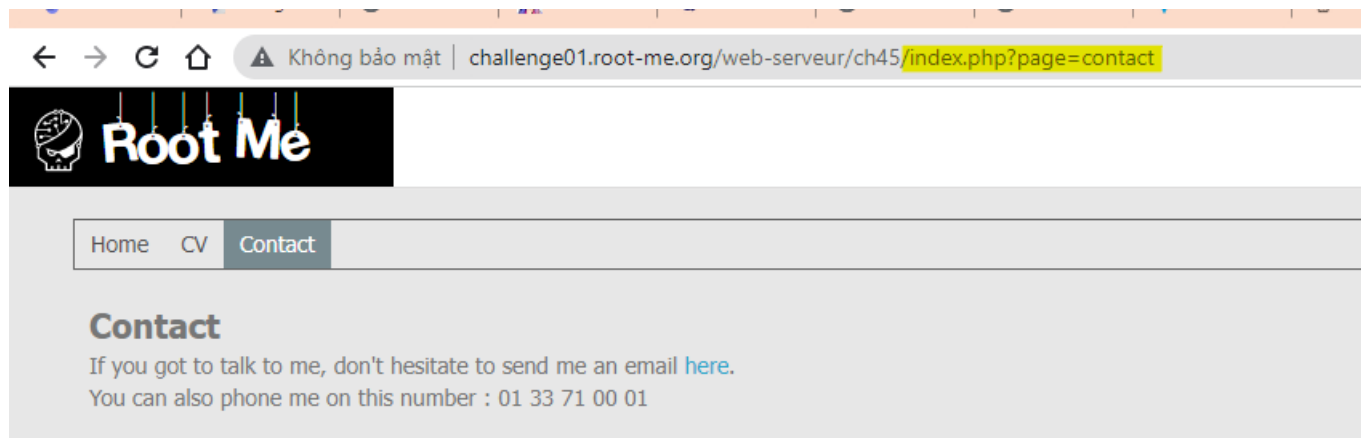 Không bảo mật | challenge01.root-me.org/web-serveur/ch45/index.php?page=contact
Root Me
Home CV Contact
Contact
If you got to talk to me, don't hesitate to send me an email here.
You can also phone me on this number : 01 33 71 00 01